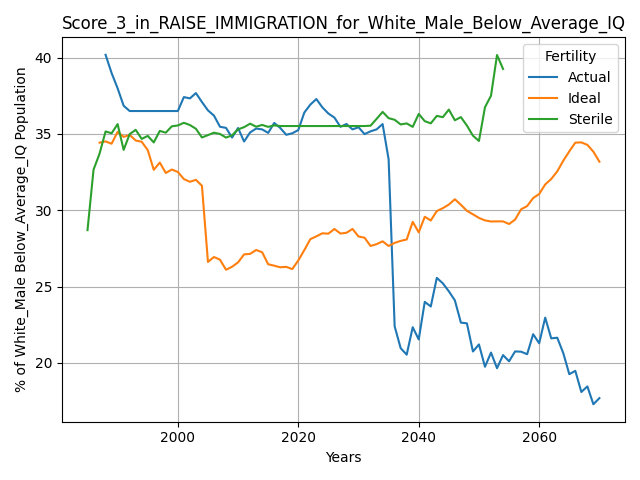 Score_3_in_RAISE_IMMIGRATION_for_White_Male_Below_Average_IQ
% of White_Male Below_Average_IQ Population
40
35
30
25
20
Fertility
Actual
Ideal
Sterile
2000
2020
2040
2060
Years